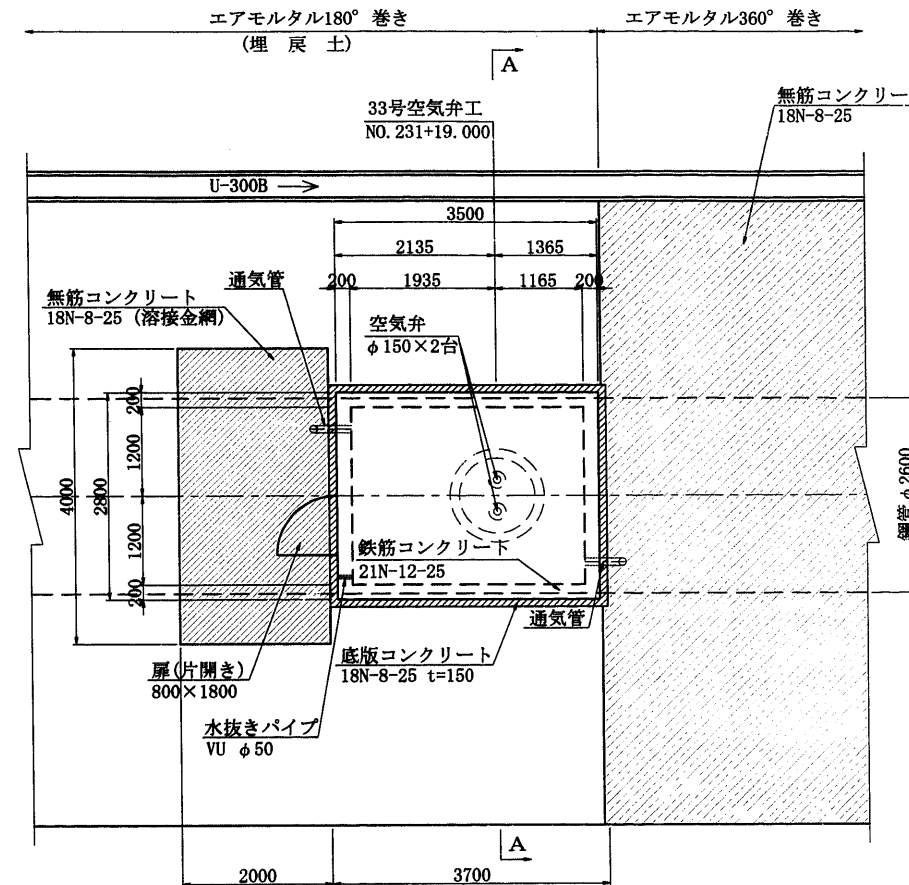 エアモルタル180° 巻き
(埋 戻 土)
エアモルタル360° 巻き
A
33号空気弁工
NO. 231+19.000
無筋コンクリー
18N-8-25
U-300B
3500
2135
1365
200
1935
1165
200
通気管
無筋コンクリート
18N-8-25 (溶接金網)
空気弁
φ150×2台
200
1200
1200
200
2800
4000
鋼管φ2600
鉄筋コンクリート
21N-12-25
通気管
底版コンクリート
18N-8-25 t=150
扉(片開き)
800×1800
水抜きパイプ
VU φ50
A
2000
3700